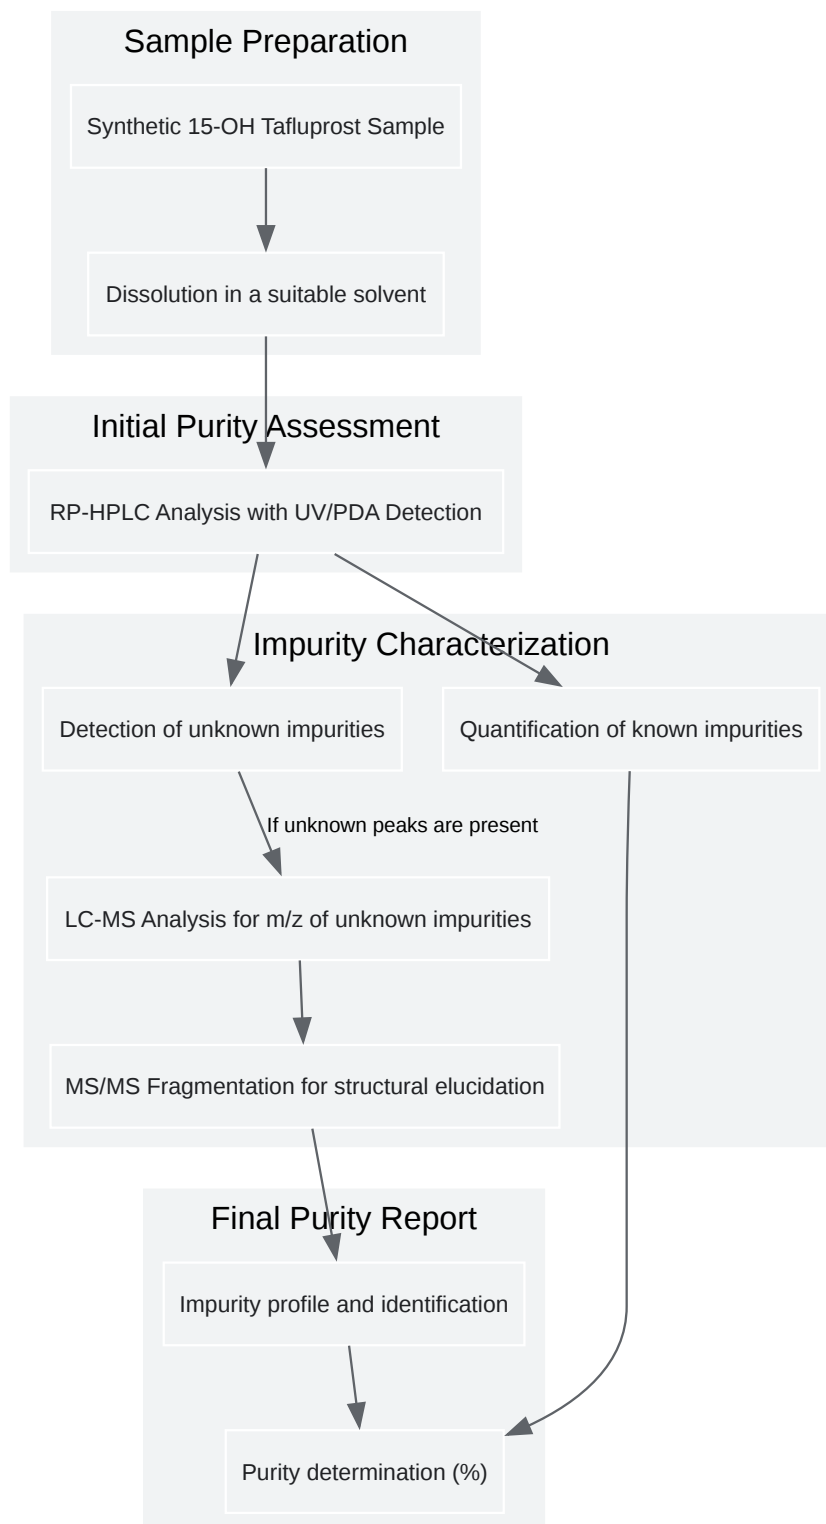 Sample Preparation
Synthetic 15-OH Tafluprost Sample
Dissolution in a suitable solvent
Initial Purity Assessment
RP-HPLC Analysis with UV/PDA Detection
Impurity Characterization
Detection of unknown impurities
Quantification of known impurities
If unknown peaks are present
LC-MS Analysis for m/z of unknown impurities
MS/MS Fragmentation for structural elucidation
Final Purity Report
Impurity profile and identification
Purity determination (%)